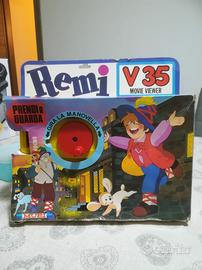 Remi
V 35
MOVIE VIEWER
PRENDI e
GUARDA
GIRA LA MANOVELLA